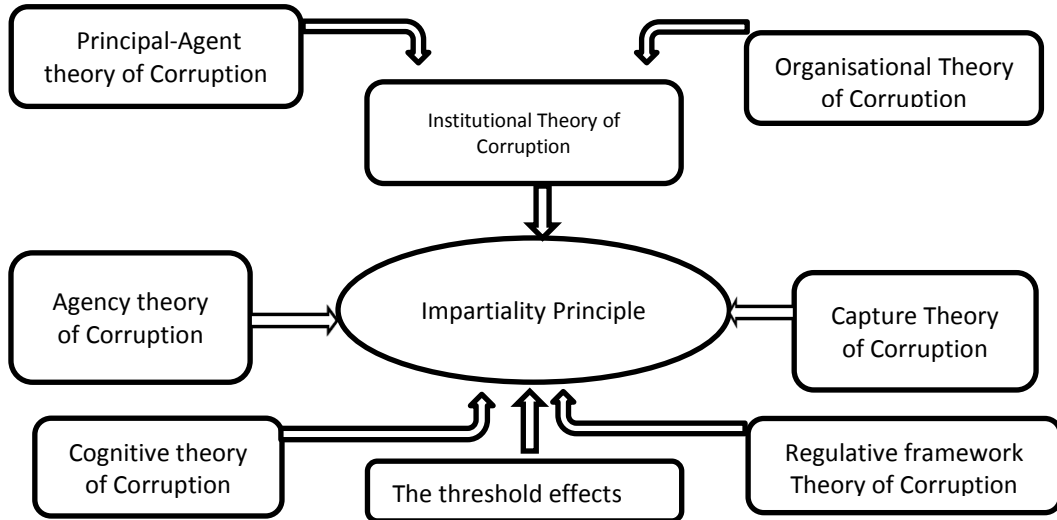 Principal-Agent
theory of Corruption
Organisational Theory
of Corruption
Institutional Theory of
Corruption
Agency theory
of Corruption
Impartiality Principle
Capture Theory
of Corruption
Cognitive theory
of Corruption
The threshold effects
Regulative framework
Theory of Corruption